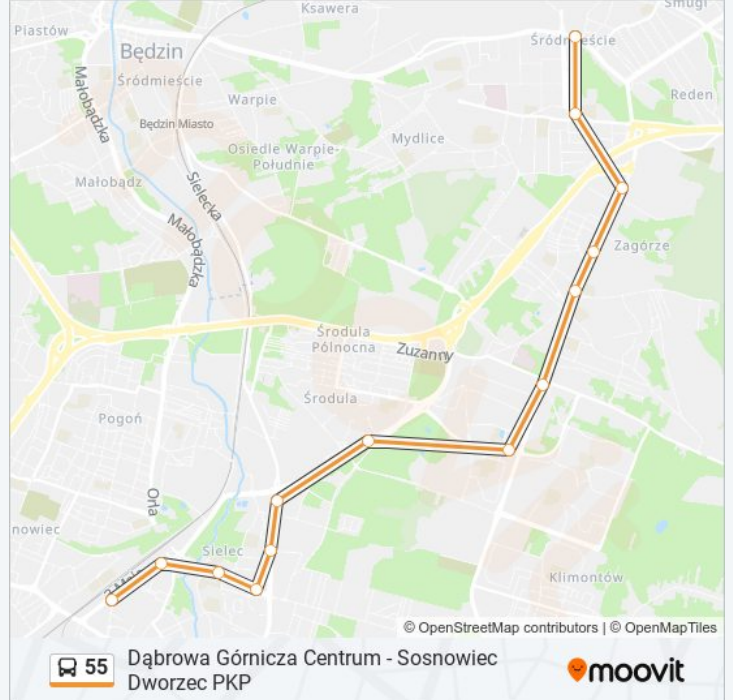 Ksawera
Smugi
Piastów
Będzin
Śródmieście
Śródmieście
Małobądzka
Warpie
Reden
Będzin Miasto
Mydlice
Osiedle Warpie-
Południe
Małobądz
Sielecka
Małobądzka
Zagórze
Środula
Północna
Zuzanny
Środula
Pogoń
Orla
nowiec
Sielec
Klimontów
© OpenStreetMap contributors | © OpenMapTiles
55
Dąbrowa Górnicza Centrum - Sosnowiec
Dworzec PKP
moovit